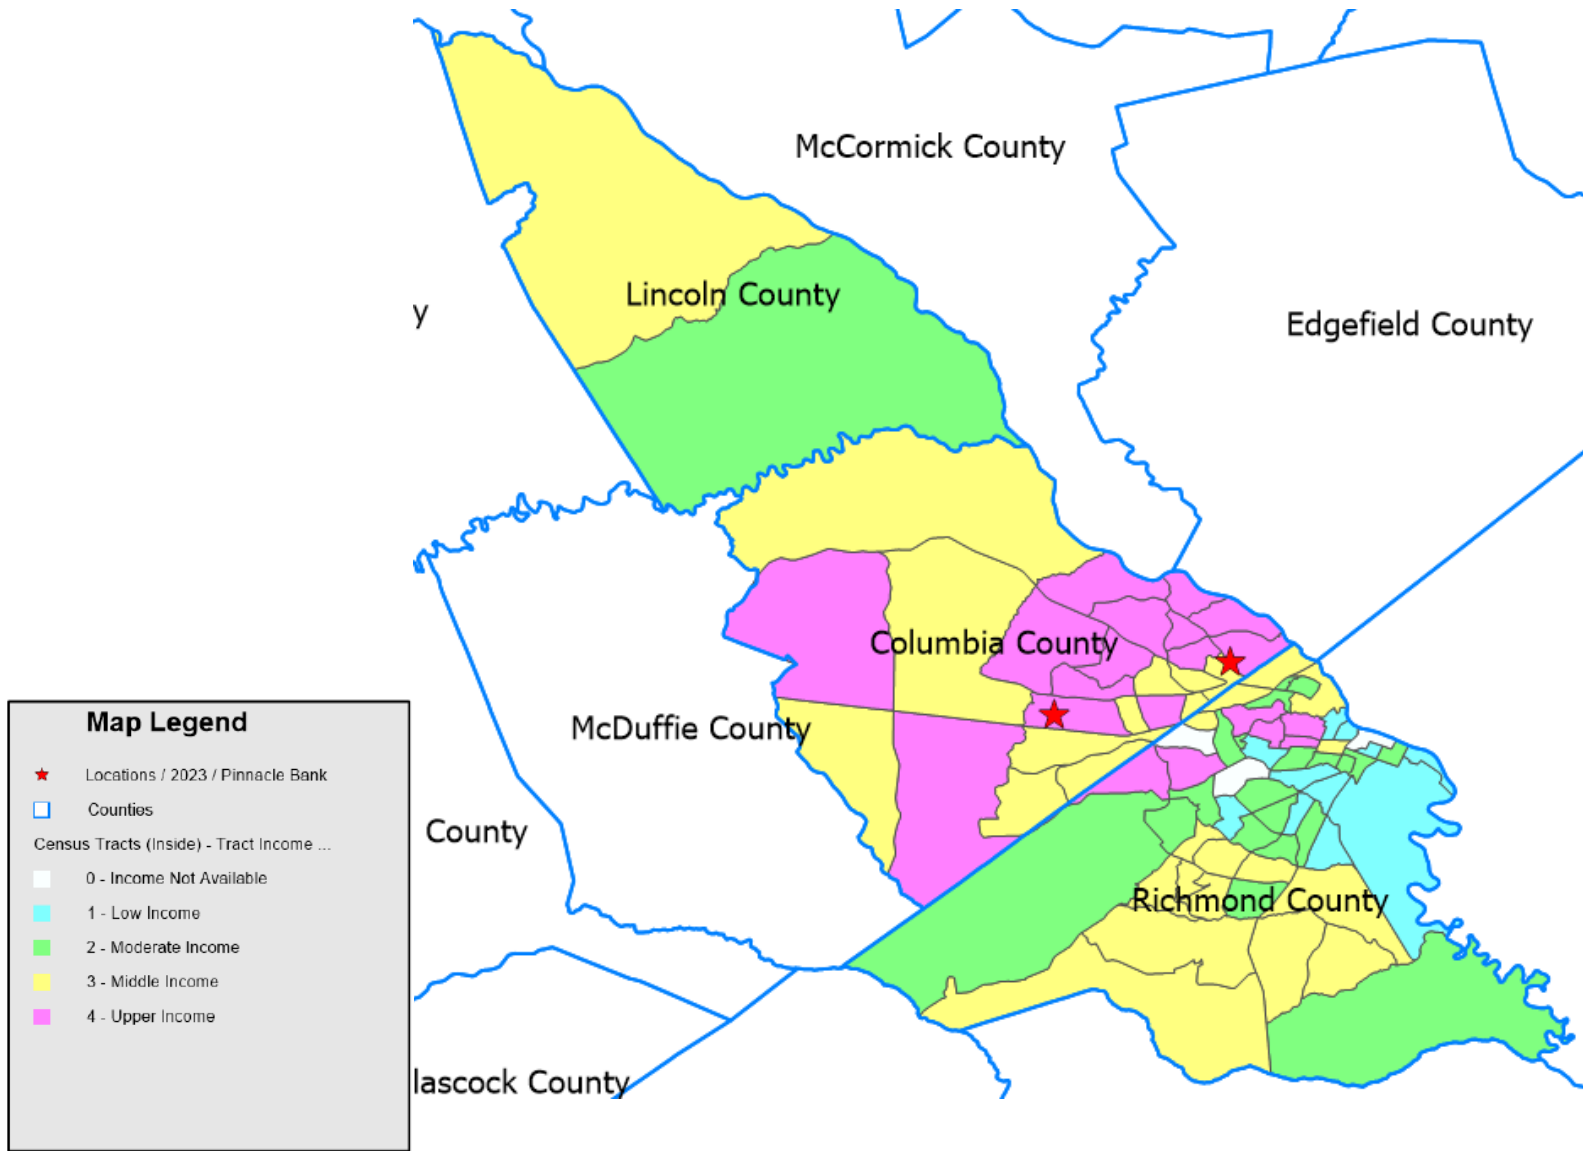 McCormick County
Lincoln County
y
Edgefield County
Columbia County
McDuffie County
County
Richmond County
lascock County
Map Legend
Locations / 2023 / Pinnacle Bank
Counties
Census Tracts (Inside) - Tract Income ...
0 - Income Not Available
1 - Low Income
2 - Moderate Income
3 - Middle Income
4 - Upper Income